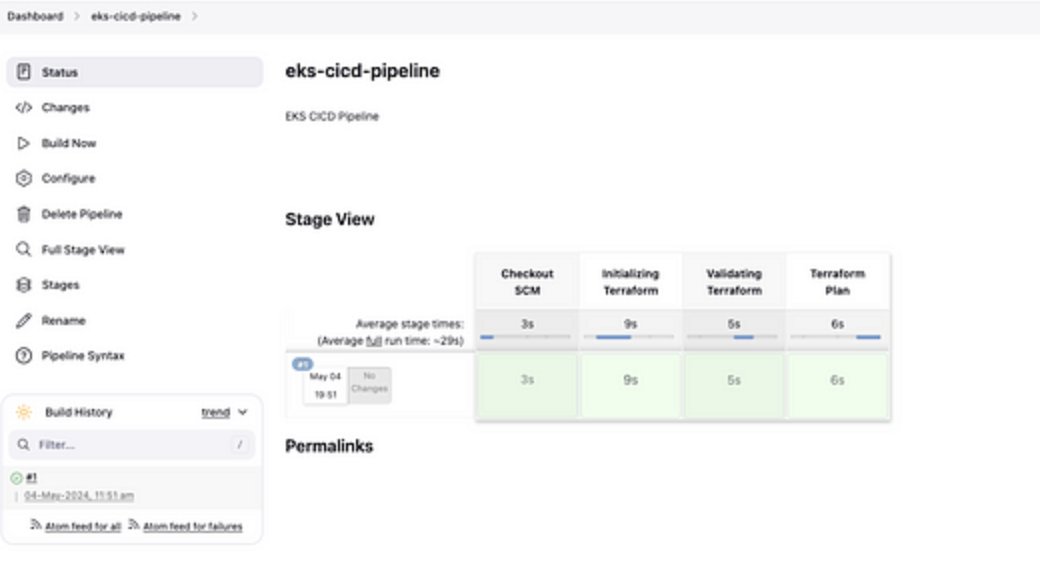 Dashboard > eks-cicd-pipeline >
Status
Changes
Build Now
Configure
Delete Pipeline
Full Stage View
Stages
Rename
Pipeline Syntax
Build History trend
Filter... /
#1
04-May-2024, 11:51 am
Atom feed for all Atom feed for failures
eks-cicd-pipeline
EKS CICD Pipeline
Stage View
Checkout SCM
Initializing Terraform
Validating Terraform
Terraform Plan
Average stage times:
(Average full run time: ~29s)
3s 9s 5s 6s
#1
May 04
19:51
No Changes
3s 9s 5s 6s
Permalinks